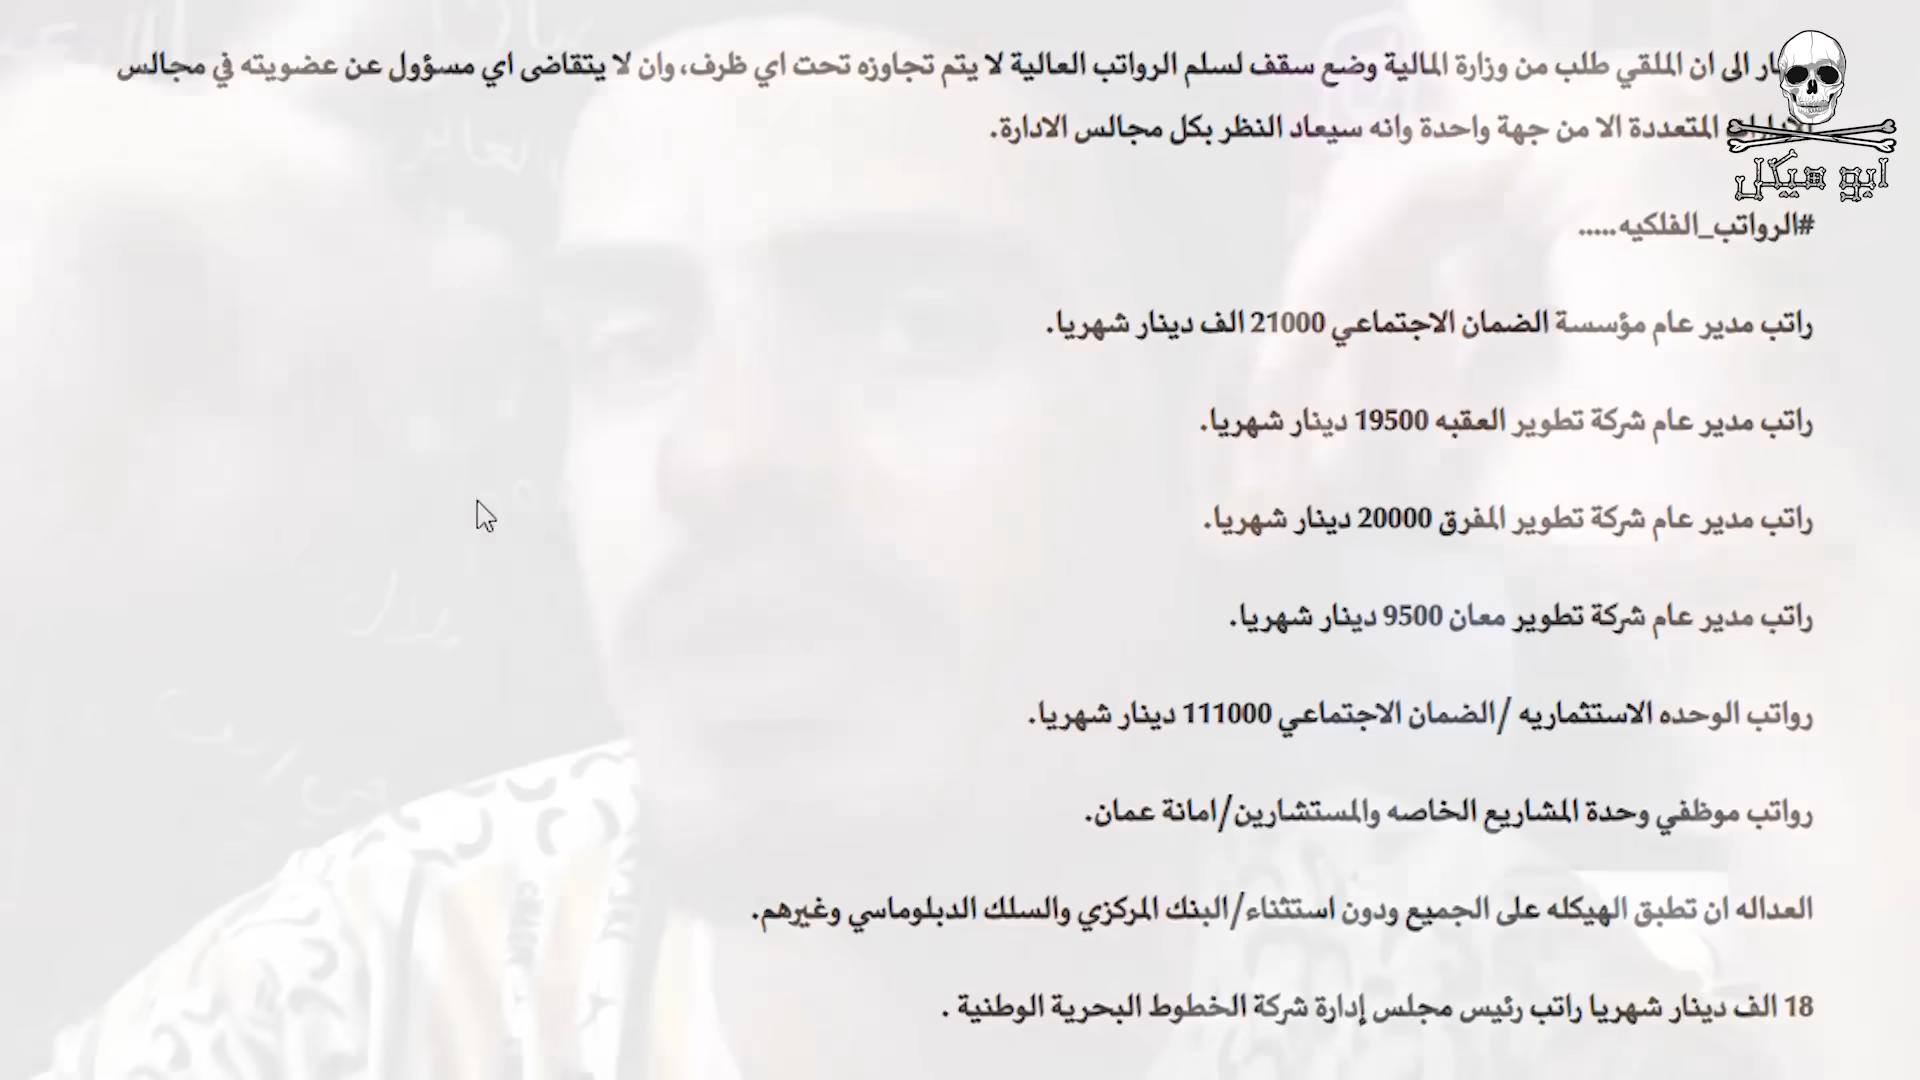 ار الى ان الملقي طلب من وزارة المالية وضع سقف لسلم الرواتب العالية لا يتم تجاوزه تحت اي ظرف، وان لا يتقاضى اي مسؤول عن عضويته في مجالس
المتعددة الا من جهة واحدة وانه سيعاد النظر بكل مجالس الادارة.
ابو هيكل
#الرواتب_الفلكيه.....
راتب مدير عام مؤسسة الضمان الاجتماعي 21000 الف دينار شهريا.
راتب مدير عام شركة تطوير العقبه 19500 دينار شهريا.
راتب مدير عام شركة تطوير المفرق 20000 دينار شهريا.
راتب مدير عام شركة تطوير معان 9500 دينار شهريا.
رواتب الوحده الاستثماريه /الضمان الاجتماعي 111000 دينار شهريا.
رواتب موظفي وحدة المشاريع الخاصه والمستشارين/امانة عمان.
العداله ان تطبق الهيكله على الجميع ودون استثناء/البنك المركزي والسلك الدبلوماسي وغيرهم.
18 الف دينار شهريا راتب رئيس مجلس إدارة شركة الخطوط البحرية الوطنية .